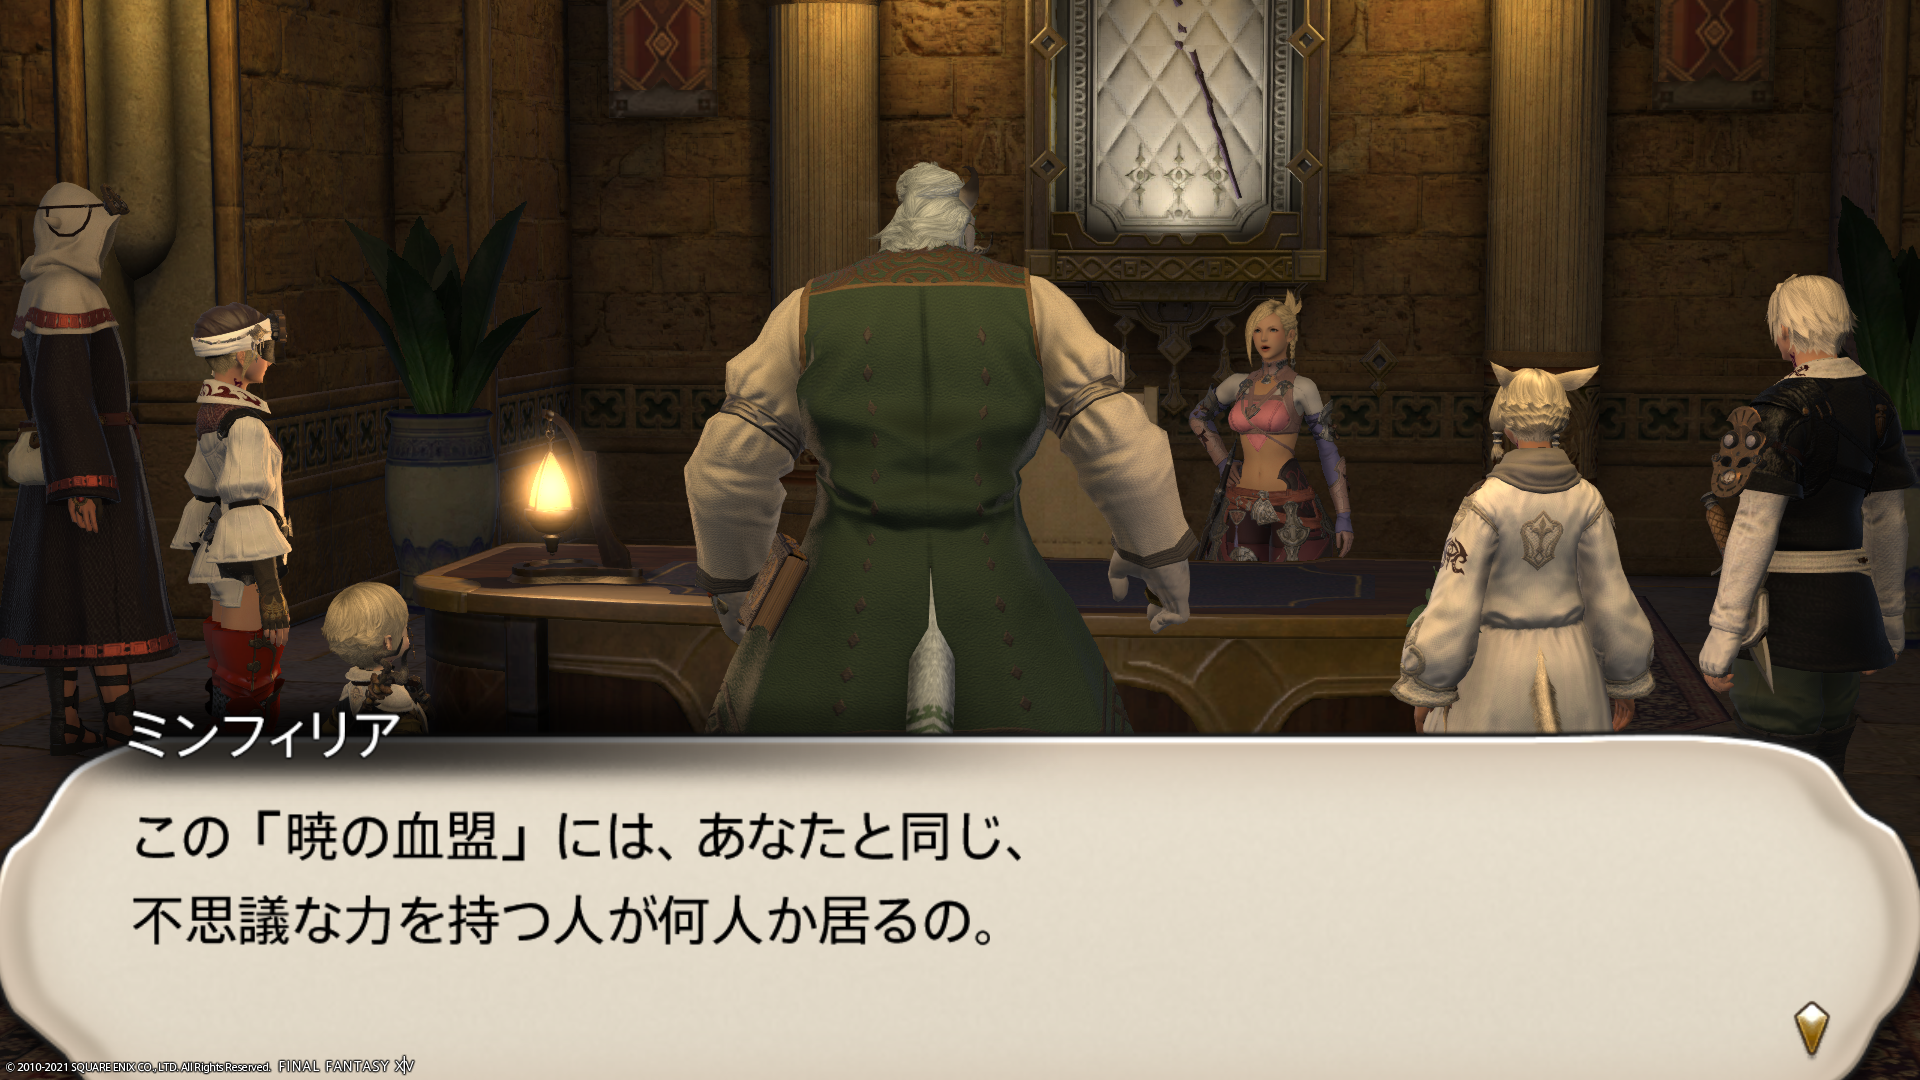 ミンフィリア
この「暁の血盟」には、あなたと同じ、
不思議な力を持つ人が何人か居るの。
© 2010-2021 SQUARE ENIX CO., LTD. All Rights Reserved. FINAL FANTASY XIV